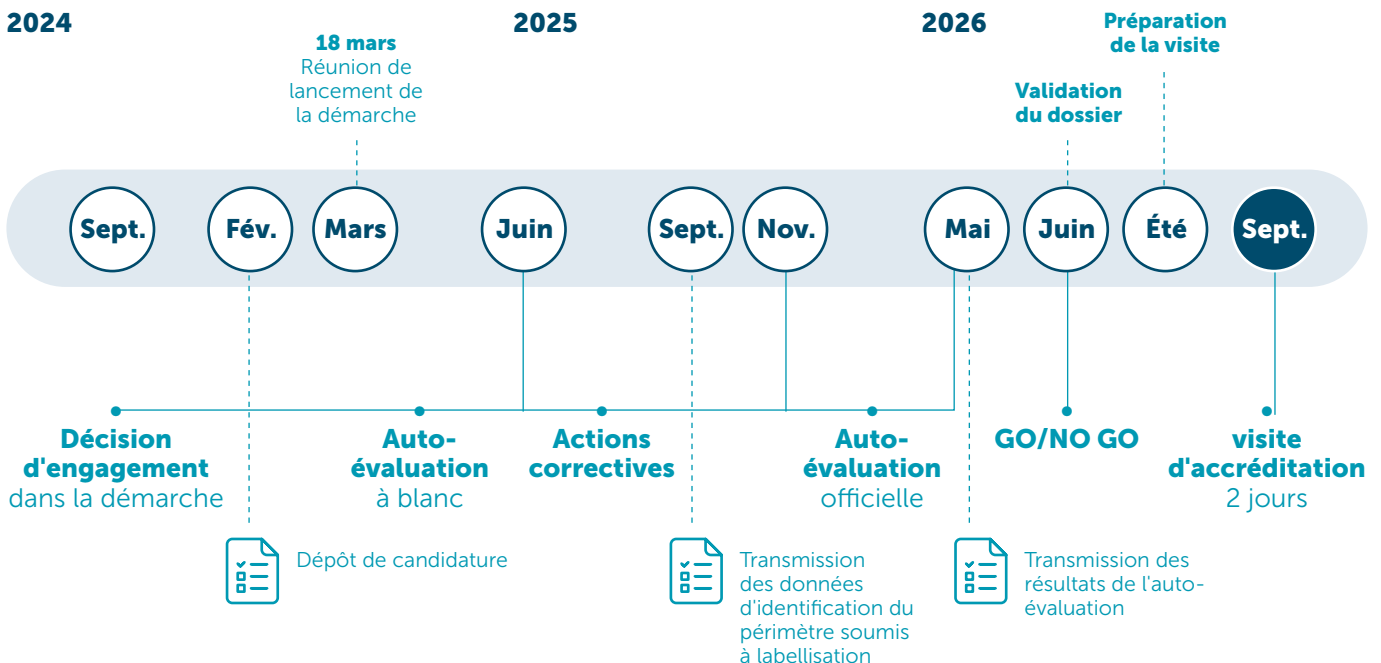 2024
2025
2026
18 mars
Réunion de
lancement de
la démarche
Validation
du dossier
Préparation
de la visite
Sept.
Fév.
Mars
Juin
Sept.
Nov.
Mai
Juin
Été
Sept.
Décision
d'engagement
dans la démarche
Auto-
évaluation
à blanc
Actions
correctives
Auto-
évaluation
officielle
GO/NO GO
visite
d'accréditation
2 jours
Dépôt de candidature
Transmission
des données
d'identification du
périmètre soumis
à labellisation
Transmission des
résultats de l'auto-
évaluation